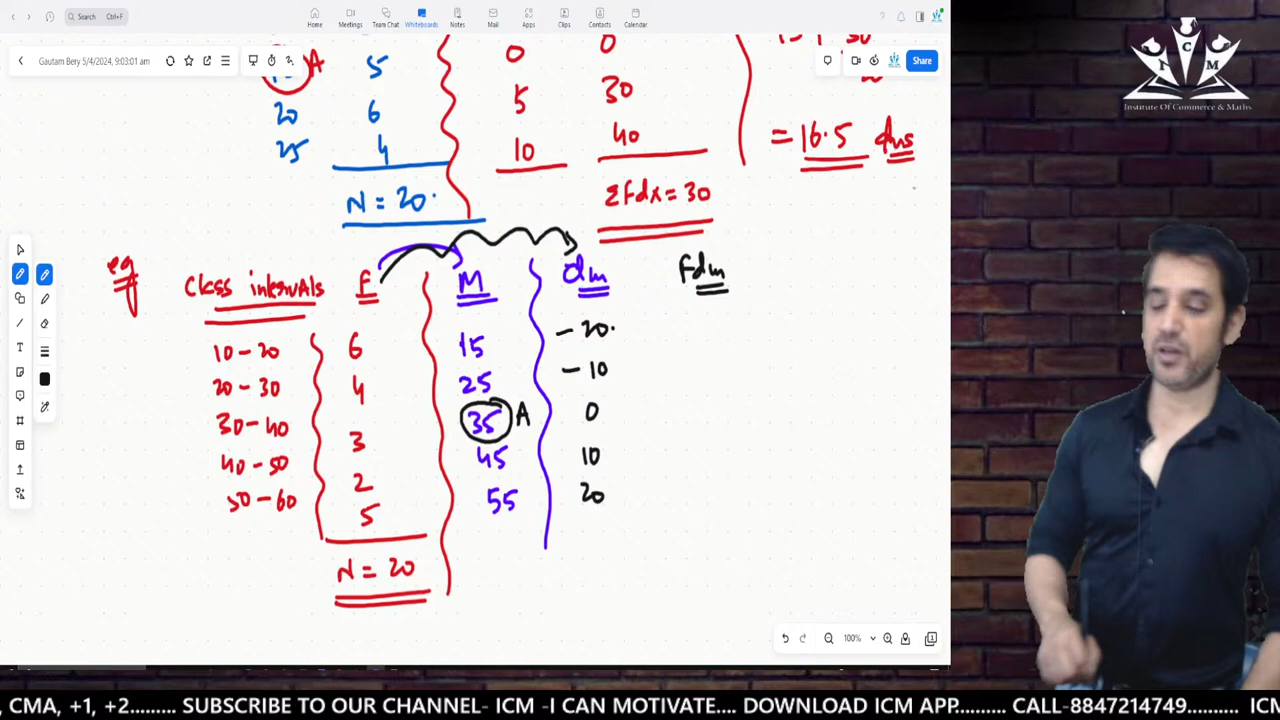 Search Ctrl+F
Home Meetings Team Chat Whiteboards Notes Mail Apps Clips Contacts Calendar
Gautam Bery 5/4/2024, 9:03:01 am
Share
I C M
Institute Of Commerce & Maths
A 5 0 0
20 6 5 30
25 4 10 40
= 16.5 Ans
N = 20.
Σfdx = 30
eg
Class intervals F M dm Fdm
10 - 20 6 15 - 20.
20 - 30 4 25 - 10
30 - 40 3 35 A 0
40 - 50 2 45 10
50 - 60 5 55 20
N = 20
100%
, CMA, +1, +2......... SUBSCRIBE TO OUR CHANNEL- ICM -I CAN MOTIVATE.... DOWNLOAD ICM APP.......... CALL-8847214749........... ICM